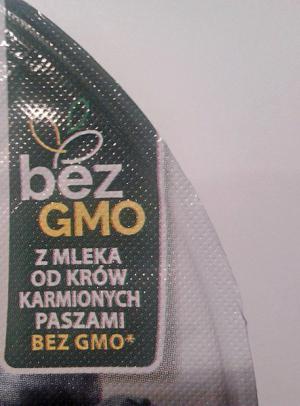 bez
GMO
Z MLEKA
OD KRÓW
KARMIONYCH
PASZAMI
BEZ GMO*